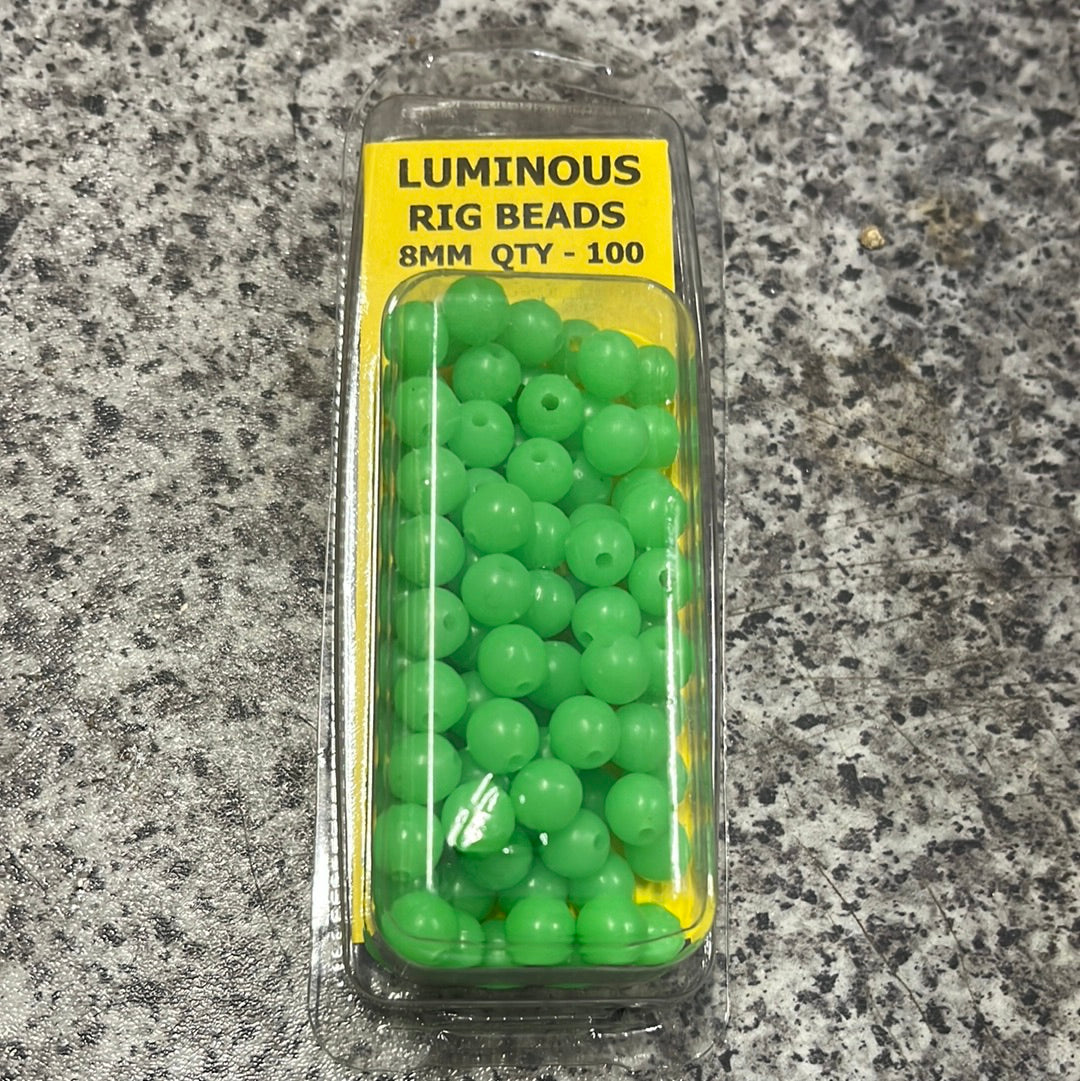 LUMINOUS
RIG BEADS
8MM QTY - 100